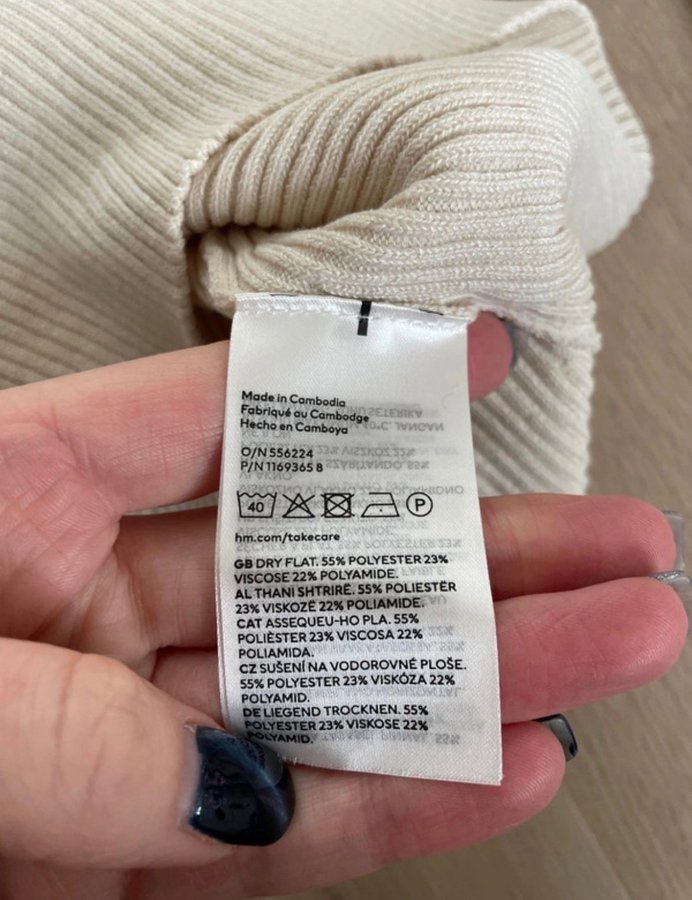 Made in Cambodia
Fabriqué au Cambodge
Hecho en Camboya
O/N 556224
P/N 1169365 8
40
P
hm.com/takecare
GB DRY FLAT. 55% POLYESTER 23%
VISCOSE 22% POLYAMIDE.
AL THANI SHTRIRË. 55% POLIESTËR
23% VISKOZË 22% POLIAMIDE.
CAT ASSEQUEU-HO PLA. 55%
POLIÈSTER 23% VISCOSA 22%
POLIAMIDA.
CZ SUŠENÍ NA VODOROVNÉ PLOŠE.
55% POLYESTER 23% VISKÓZA 22%
POLYAMID.
DE LIEGEND TROCKNEN. 55%
POLYESTER 23% VISKOSE 22%
POLYAMID.